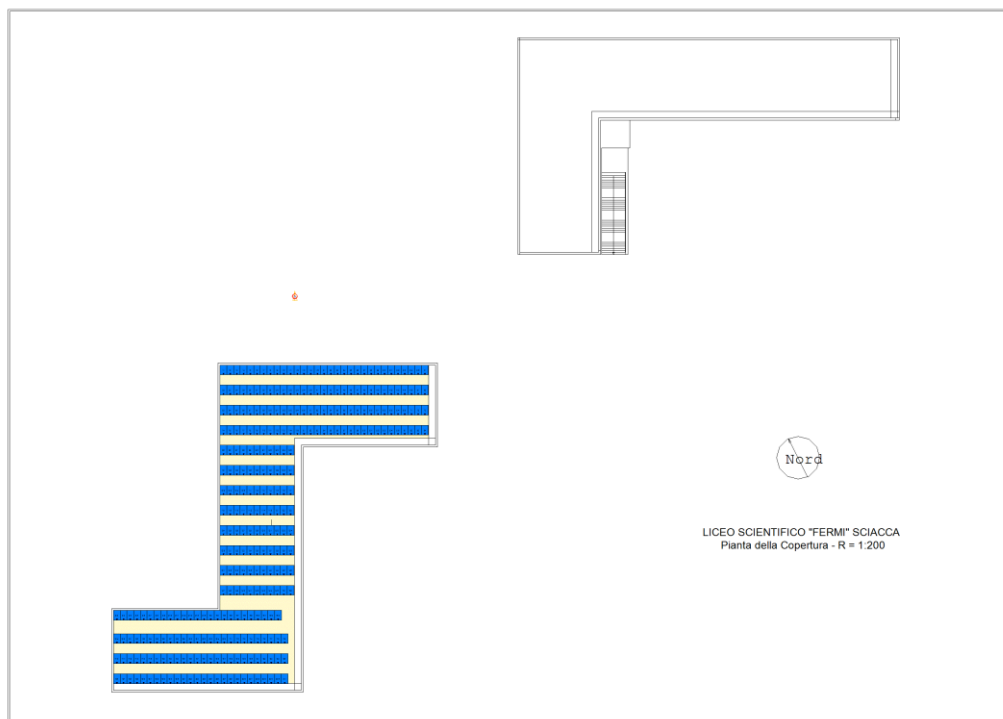 Nord
LICEO SCIENTIFICO "FERMI" SCIACCA
Pianta della Copertura - R = 1:200